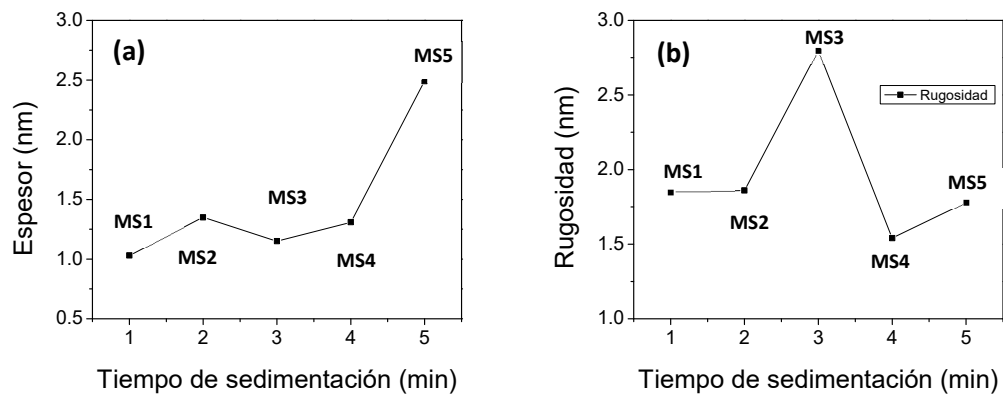 (a)
3.0
2.5
2.0
1.5
1.0
0.5
Espesor (nm)
MS1
MS2
MS3
MS4
MS5
1 2 3 4 5
Tiempo de sedimentación (min)
(b)
3.0
2.5
2.0
1.5
1.0
Rugosidad (nm)
MS1
MS2
MS3
MS4
MS5
Rugosidad
1 2 3 4 5
Tiempo de sedimentación (min)